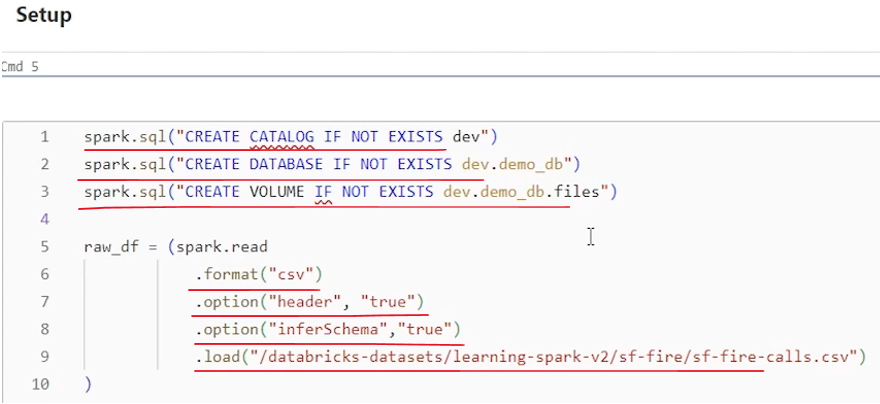 Setup
Cmd 5
1 spark.sql("CREATE CATALOG IF NOT EXISTS dev")
2 spark.sql("CREATE DATABASE IF NOT EXISTS dev.demo_db")
3 spark.sql("CREATE VOLUME IF NOT EXISTS dev.demo_db.files")
4
5 raw_df = (spark.read
6 .format("csv")
7 .option("header", "true")
8 .option("inferSchema","true")
9 .load("/databricks-datasets/learning-spark-v2/sf-fire/sf-fire-calls.csv")
10 )